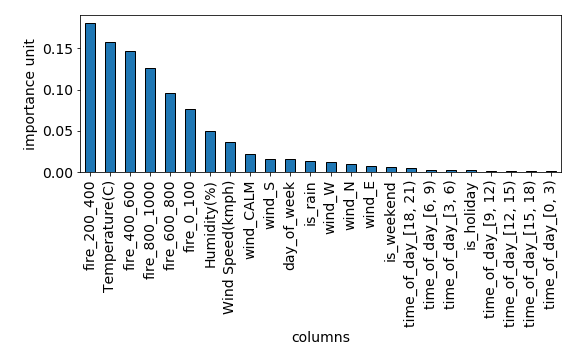 importance unit
0.15
0.10
0.05
0.00
fire_200_400
Temperature(C)
fire_400_600
fire_800_1000
fire_600_800
fire_0_100
Humidity(%)
Wind Speed(kmph)
wind_CALM
wind_S
day_of_week
is_rain
wind_W
wind_N
wind_E
is_weekend
time_of_day_[18, 21)
time_of_day_[6, 9)
time_of_day_[3, 6)
is_holiday
time_of_day_[9, 12)
time_of_day_[12, 15)
time_of_day_[15, 18)
time_of_day_[0, 3)
columns